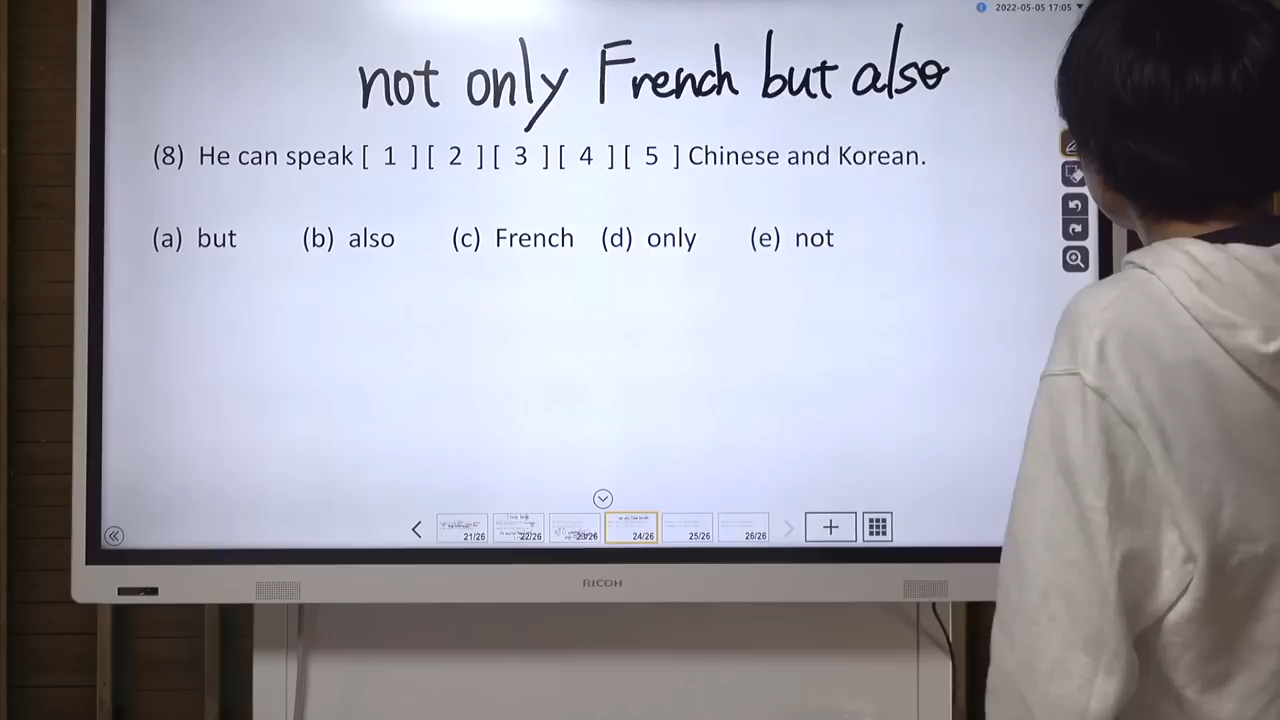 2022-05-05 17:05
not only French but also
(8) He can speak [ 1 ] [ 2 ] [ 3 ] [ 4 ] [ 5 ] Chinese and Korean.
(a) but (b) also (c) French (d) only (e) not
21/26 22/26 23/26 24/26 25/26 26/26
RICOH